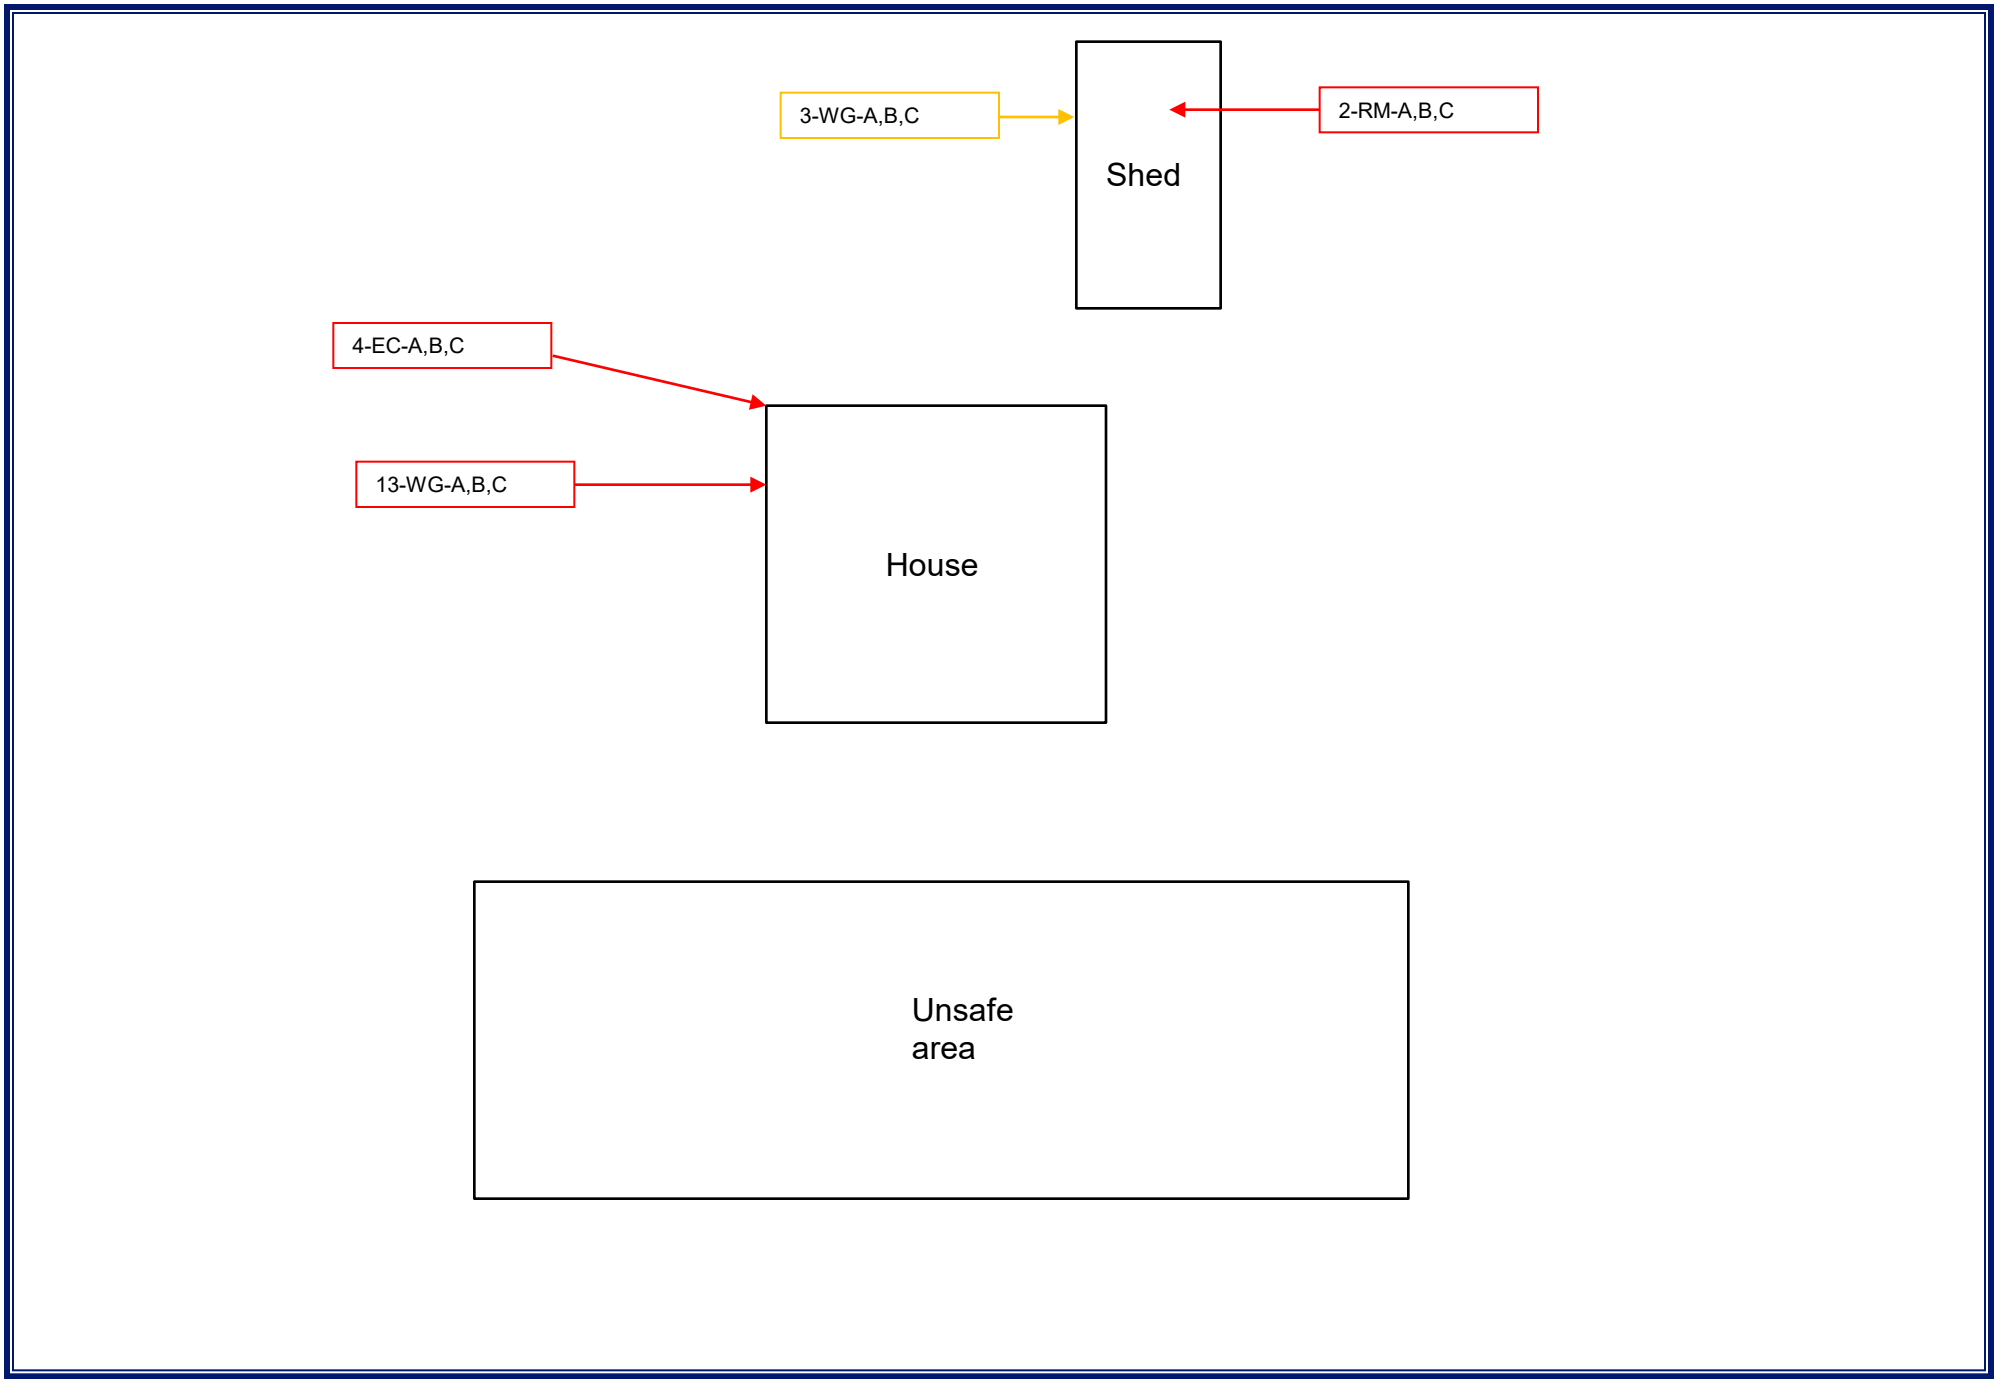 3-WG-A,B,C
2-RM-A,B,C
Shed
4-EC-A,B,C
13-WG-A,B,C
House
Unsafe
area